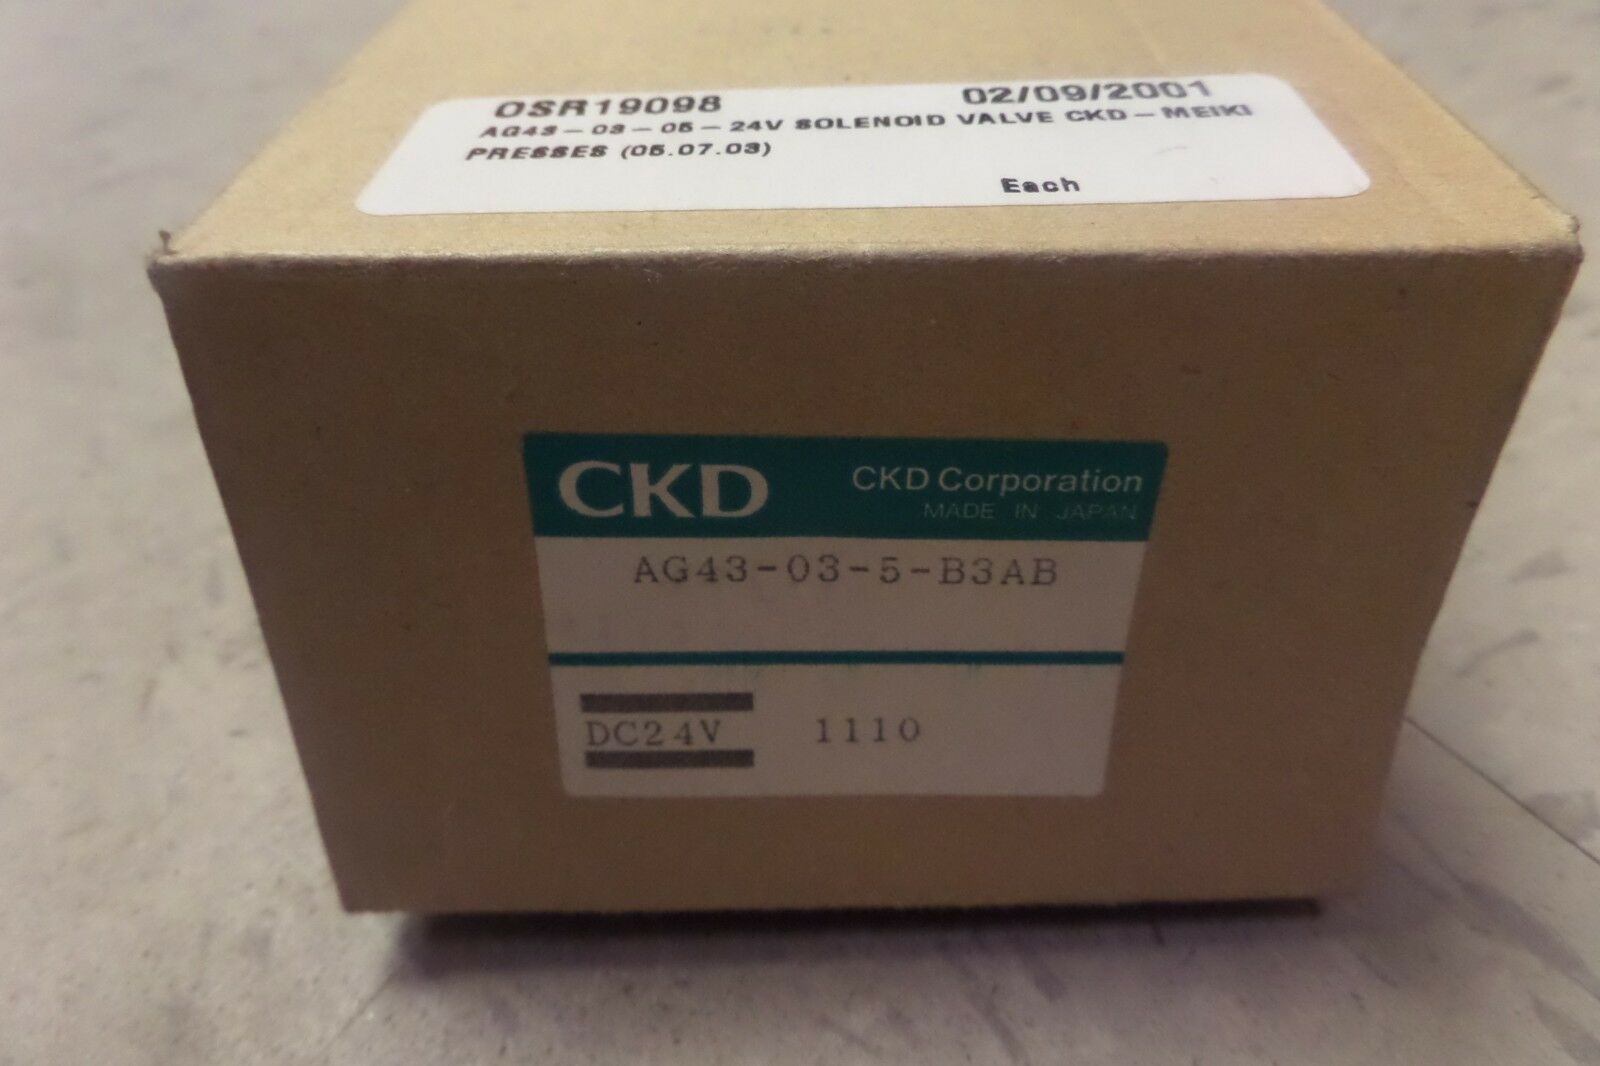 OSR19098 02/09/2001
AG43-03-05-24V SOLENOID VALVE CKD-MEIKI
PRESSES (05.07.03)
Each
CKD CKD Corporation
MADE IN JAPAN
AG43-03-5-B3AB
DC24V 1110